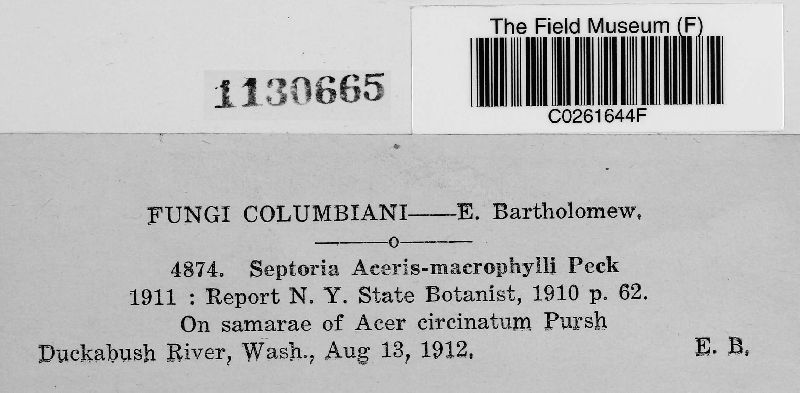 The Field Museum (F)
C0261644F
1130665
FUNGI COLUMBIANI——E. Bartholomew.
———o———
4874. Septoria Aceris-macrophylli Peck
1911 : Report N. Y. State Botanist, 1910 p. 62.
On samarae of Acer circinatum Pursh
Duckabush River, Wash., Aug 13, 1912. E. B.